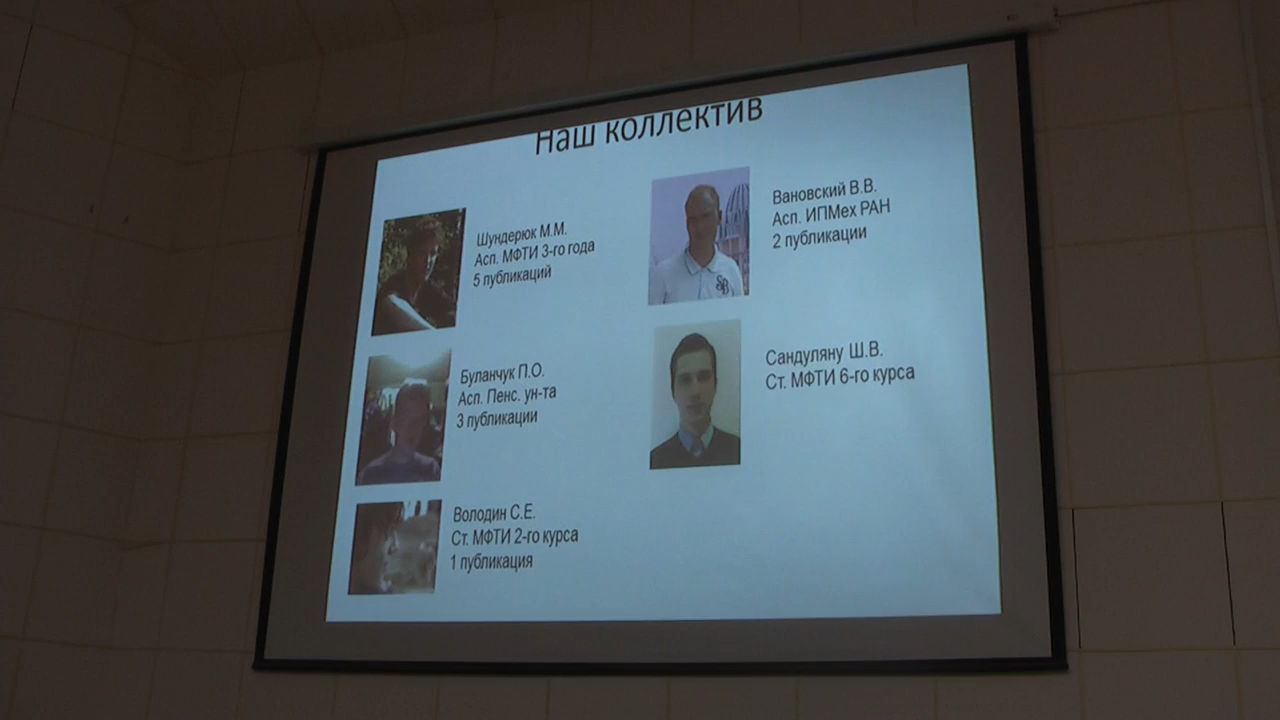 Наш коллектив
Шундерюк М.М.
Асп. МФТИ 3-го года
5 публикаций
Буланчук П.О.
Асп. Пенс. ун-та
3 публикации
Володин С.Е.
Ст. МФТИ 2-го курса
1 публикация
Вановский В.В.
Асп. ИПМех РАН
2 публикации
Сандуляну Ш.В.
Ст. МФТИ 6-го курса